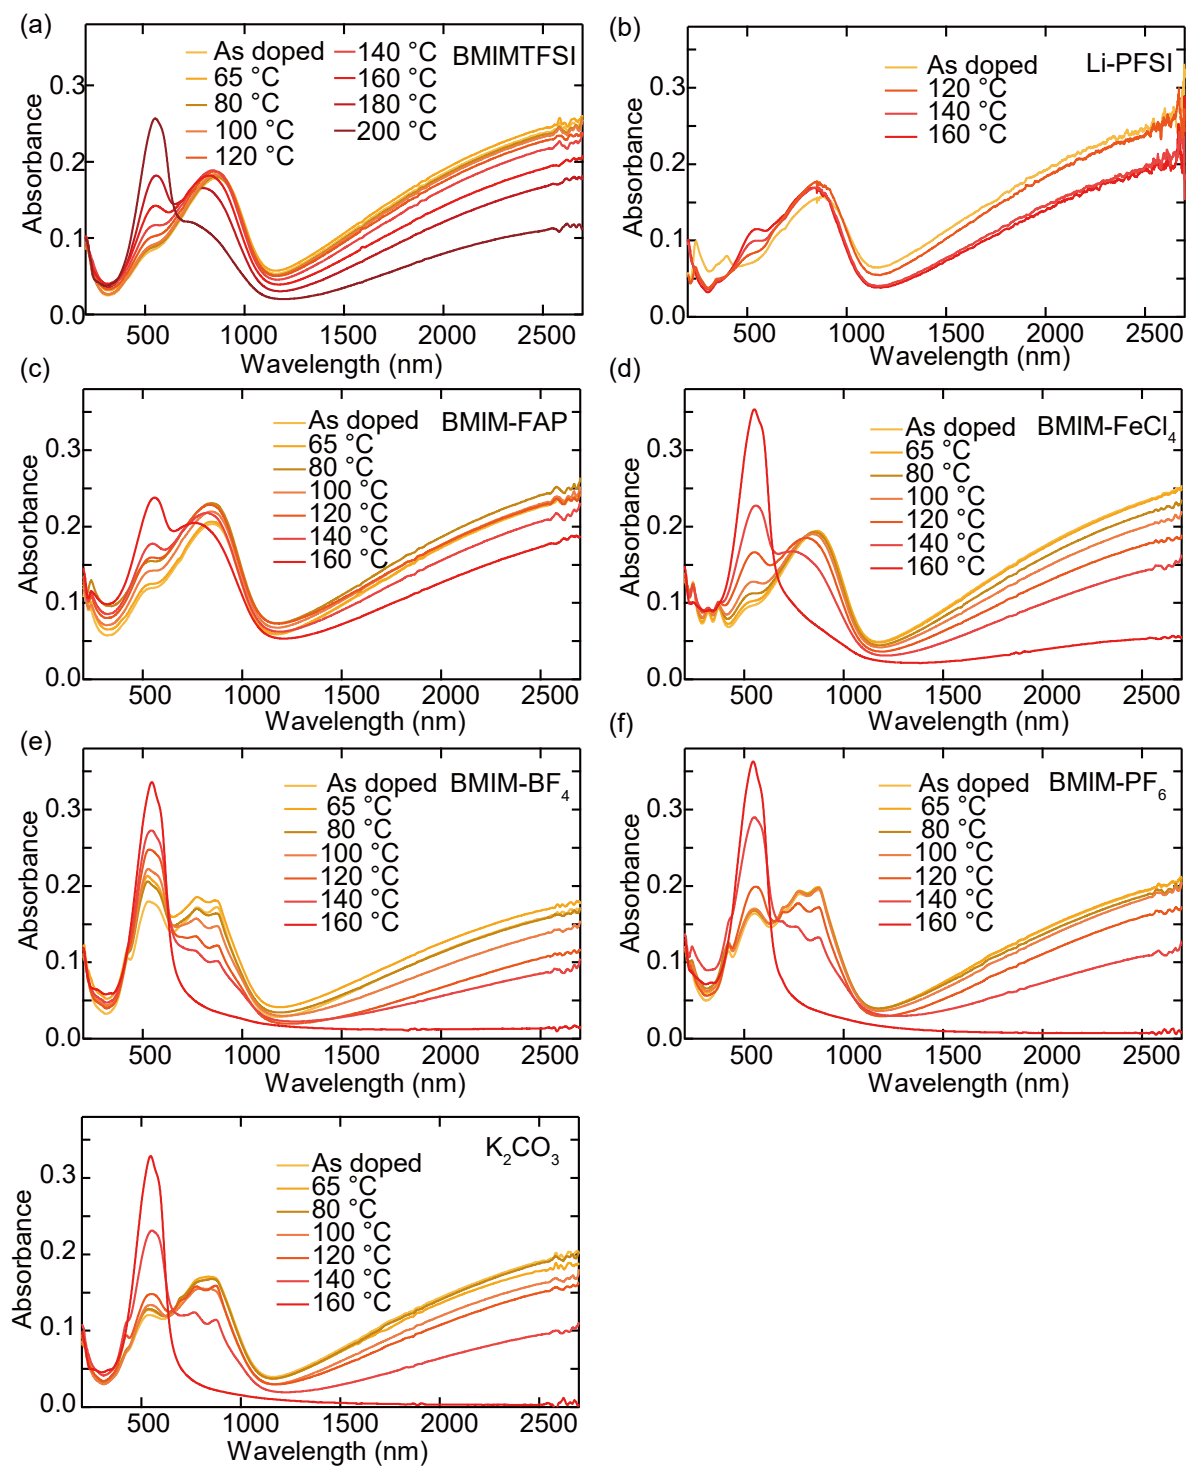 (a)
BMIMTFSI
As doped
65 °C
80 °C
100 °C
120 °C
140 °C
160 °C
180 °C
200 °C
Absorbance
0.3
0.2
0.1
0.0
500 1000 1500 2000 2500
Wavelength (nm)
(b)
Li-PFSI
As doped
120 °C
140 °C
160 °C
Absorbance
0.3
0.2
0.1
0.0
500 1000 1500 2000 2500
Wavelength (nm)
(c)
BMIM-FAP
As doped
65 °C
80 °C
100 °C
120 °C
140 °C
160 °C
Absorbance
0.3
0.2
0.1
0.0
500 1000 1500 2000 2500
Wavelength (nm)
(d)
BMIM-FeCl₄
As doped
65 °C
80 °C
100 °C
120 °C
140 °C
160 °C
Absorbance
0.3
0.2
0.1
0.0
500 1000 1500 2000 2500
Wavelength (nm)
(e)
BMIM-BF₄
As doped
65 °C
80 °C
100 °C
120 °C
140 °C
160 °C
Absorbance
0.3
0.2
0.1
0.0
500 1000 1500 2000 2500
Wavelength (nm)
(f)
BMIM-PF₆
As doped
65 °C
80 °C
100 °C
120 °C
140 °C
160 °C
Absorbance
0.3
0.2
0.1
0.0
500 1000 1500 2000 2500
Wavelength (nm)
K₂CO₃
As doped
65 °C
80 °C
100 °C
120 °C
140 °C
160 °C
Absorbance
0.3
0.2
0.1
0.0
500 1000 1500 2000 2500
Wavelength (nm)